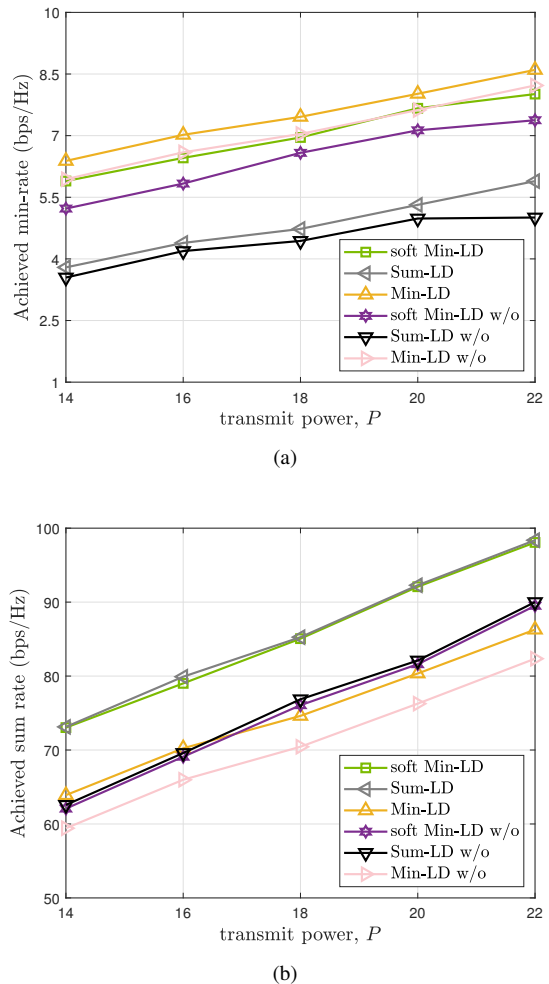 10
8.5
7
5.5
4
2.5
1
Achieved min-rate (bps/Hz)
soft Min-LD
Sum-LD
Min-LD
soft Min-LD w/o
Sum-LD w/o
Min-LD w/o
14 16 18 20 22
transmit power, P
(a)
100
90
80
70
60
50
Achieved sum rate (bps/Hz)
soft Min-LD
Sum-LD
Min-LD
soft Min-LD w/o
Sum-LD w/o
Min-LD w/o
14 16 18 20 22
transmit power, P
(b)